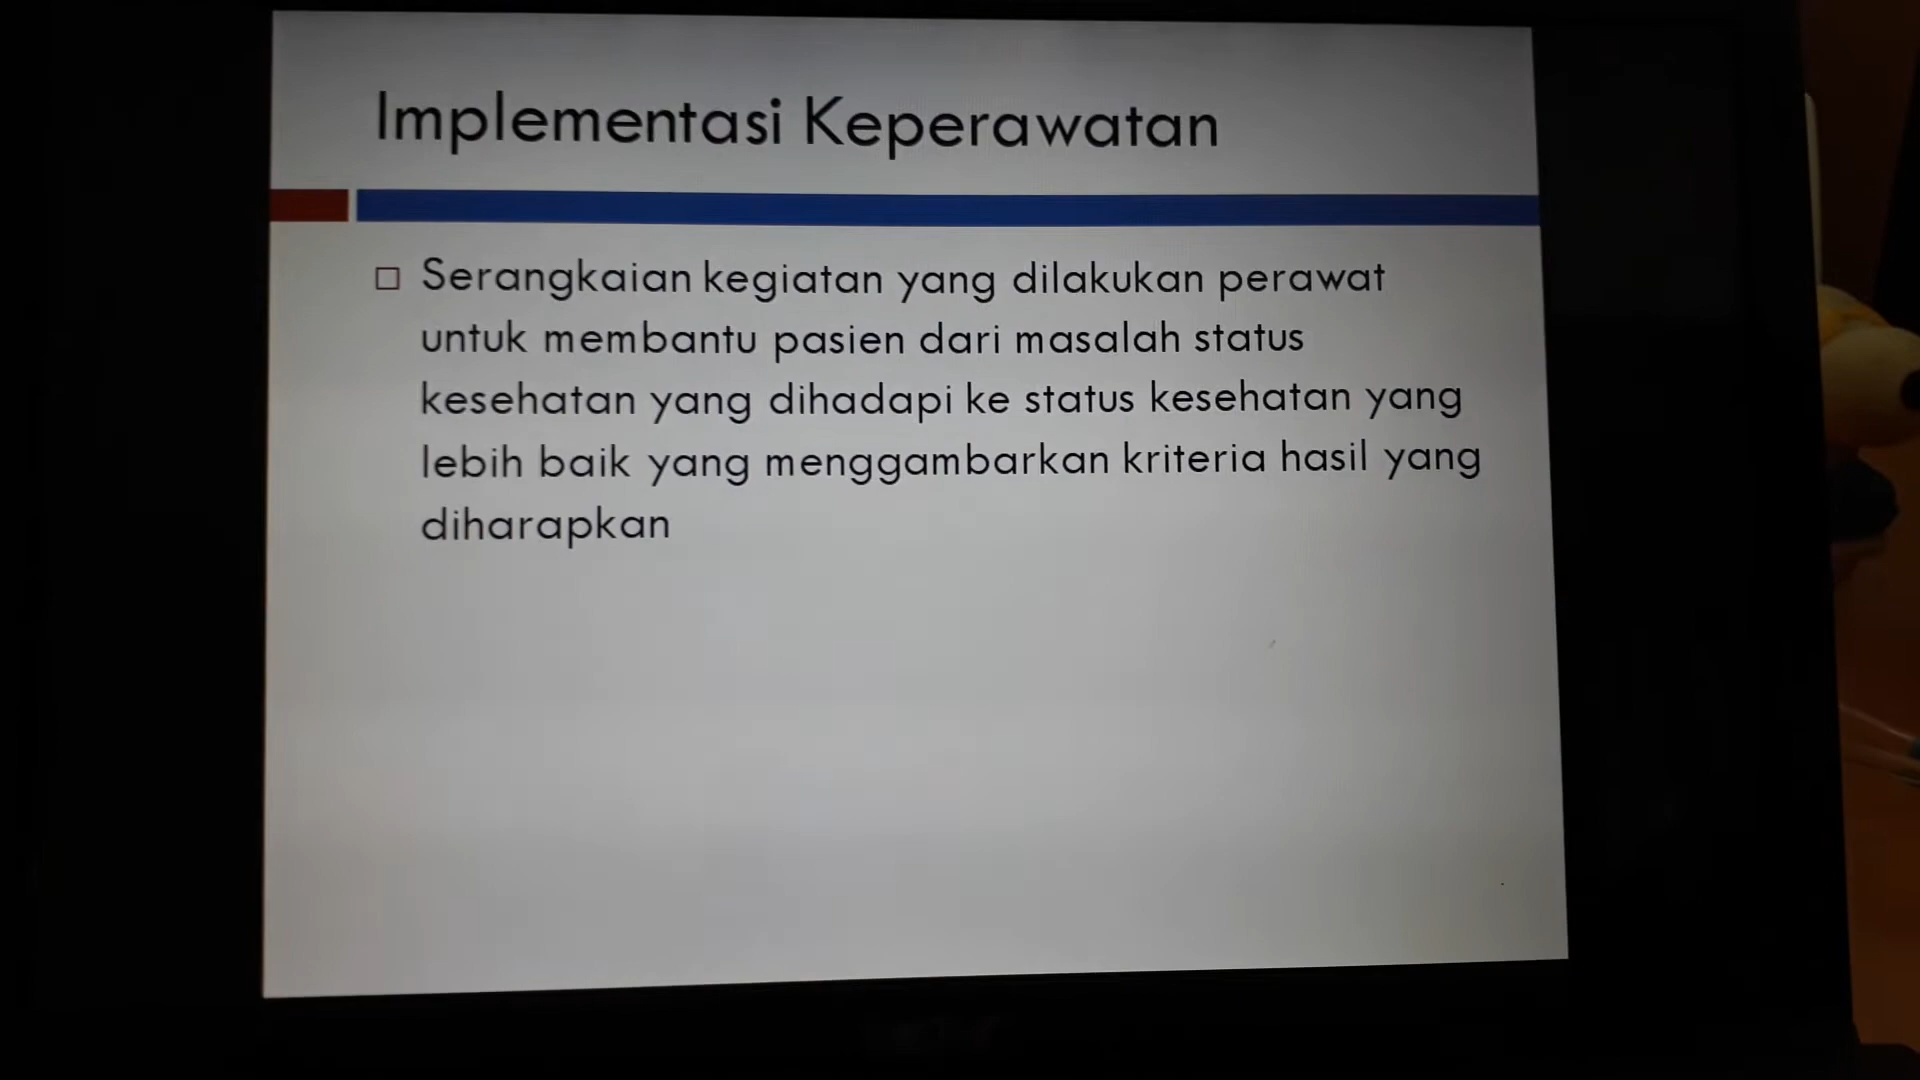 Implementasi Keperawatan
Serangkaian kegiatan yang dilakukan perawat
untuk membantu pasien dari masalah status
kesehatan yang dihadapi ke status kesehatan yang
lebih baik yang menggambarkan kriteria hasil yang
diharapkan